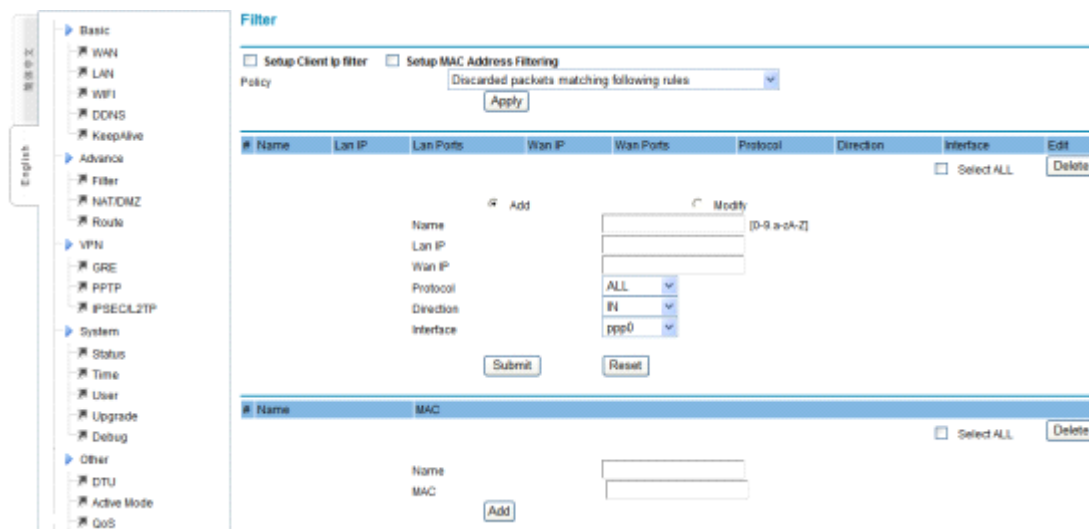 Filter
Setup Client Ip filter Setup MAC Address Filtering
Policy Discarded packets matching following rules
Apply
# Name Lan IP Lan Ports Wan IP Wan Ports Protocol Direction Interface Edit
Select ALL Delete
Add Modify
Name [0-9 a-zA-Z]
Lan IP
Wan IP
Protocol ALL
Direction IN
Interface ppp0
Submit Reset
# Name MAC
Select ALL Delete
Name
MAC
Add
English
Basic
WAN
LAN
WIFI
DDNS
KeepAlive
Advance
Filter
NAT/DMZ
Route
VPN
GRE
PPTP
IPSEC/L2TP
System
Status
Time
User
Upgrade
Debug
Other
DTU
Active Mode
QoS